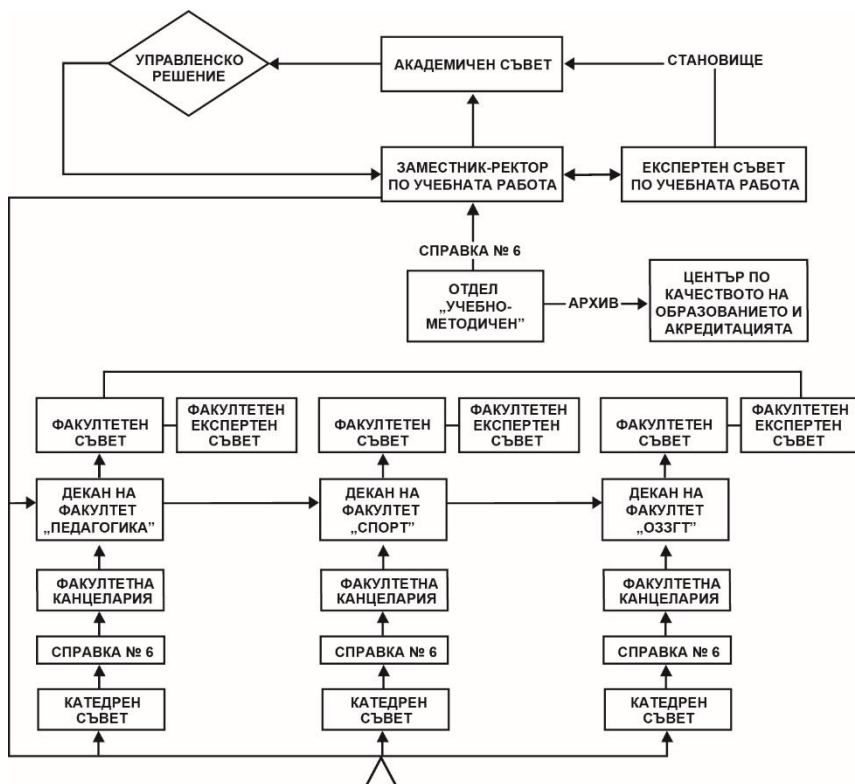 УПРАВЛЕНСКО
РЕШЕНИЕ
АКАДЕМИЧЕН СЪВЕТ
СТАНОВИЩЕ
ЗАМЕСТНИК-РЕКТОР
ПО УЧЕБНАТА РАБОТА
ЕКСПЕРТЕН СЪВЕТ
ПО УЧЕБНАТА РАБОТА
СПРАВКА № 6
ОТДЕЛ
„УЧЕБНО-
МЕТОДИЧЕН”
АРХИВ
ЦЕНТЪР ПО
КАЧЕСТВОТО НА
ОБРАЗОВАНИЕТО И
АКРЕДИТАЦИЯТА
ФАКУЛТЕТЕН
СЪВЕТ
ФАКУЛТЕТЕН
ЕКСПЕРТЕН
СЪВЕТ
ФАКУЛТЕТЕН
СЪВЕТ
ФАКУЛТЕТЕН
ЕКСПЕРТЕН
СЪВЕТ
ФАКУЛТЕТЕН
СЪВЕТ
ФАКУЛТЕТЕН
ЕКСПЕРТЕН
СЪВЕТ
ДЕКАН НА
ФАКУЛТЕТ
„ПЕДАГОГИКА”
ДЕКАН НА
ФАКУЛТЕТ
„СПОРТ”
ДЕКАН НА
ФАКУЛТЕТ
„ОЗЗГТ”
ФАКУЛТЕТНА
КАНЦЕЛАРИЯ
ФАКУЛТЕТНА
КАНЦЕЛАРИЯ
ФАКУЛТЕТНА
КАНЦЕЛАРИЯ
СПРАВКА № 6
СПРАВКА № 6
СПРАВКА № 6
КАТЕДРЕН
СЪВЕТ
КАТЕДРЕН
СЪВЕТ
КАТЕДРЕН
СЪВЕТ